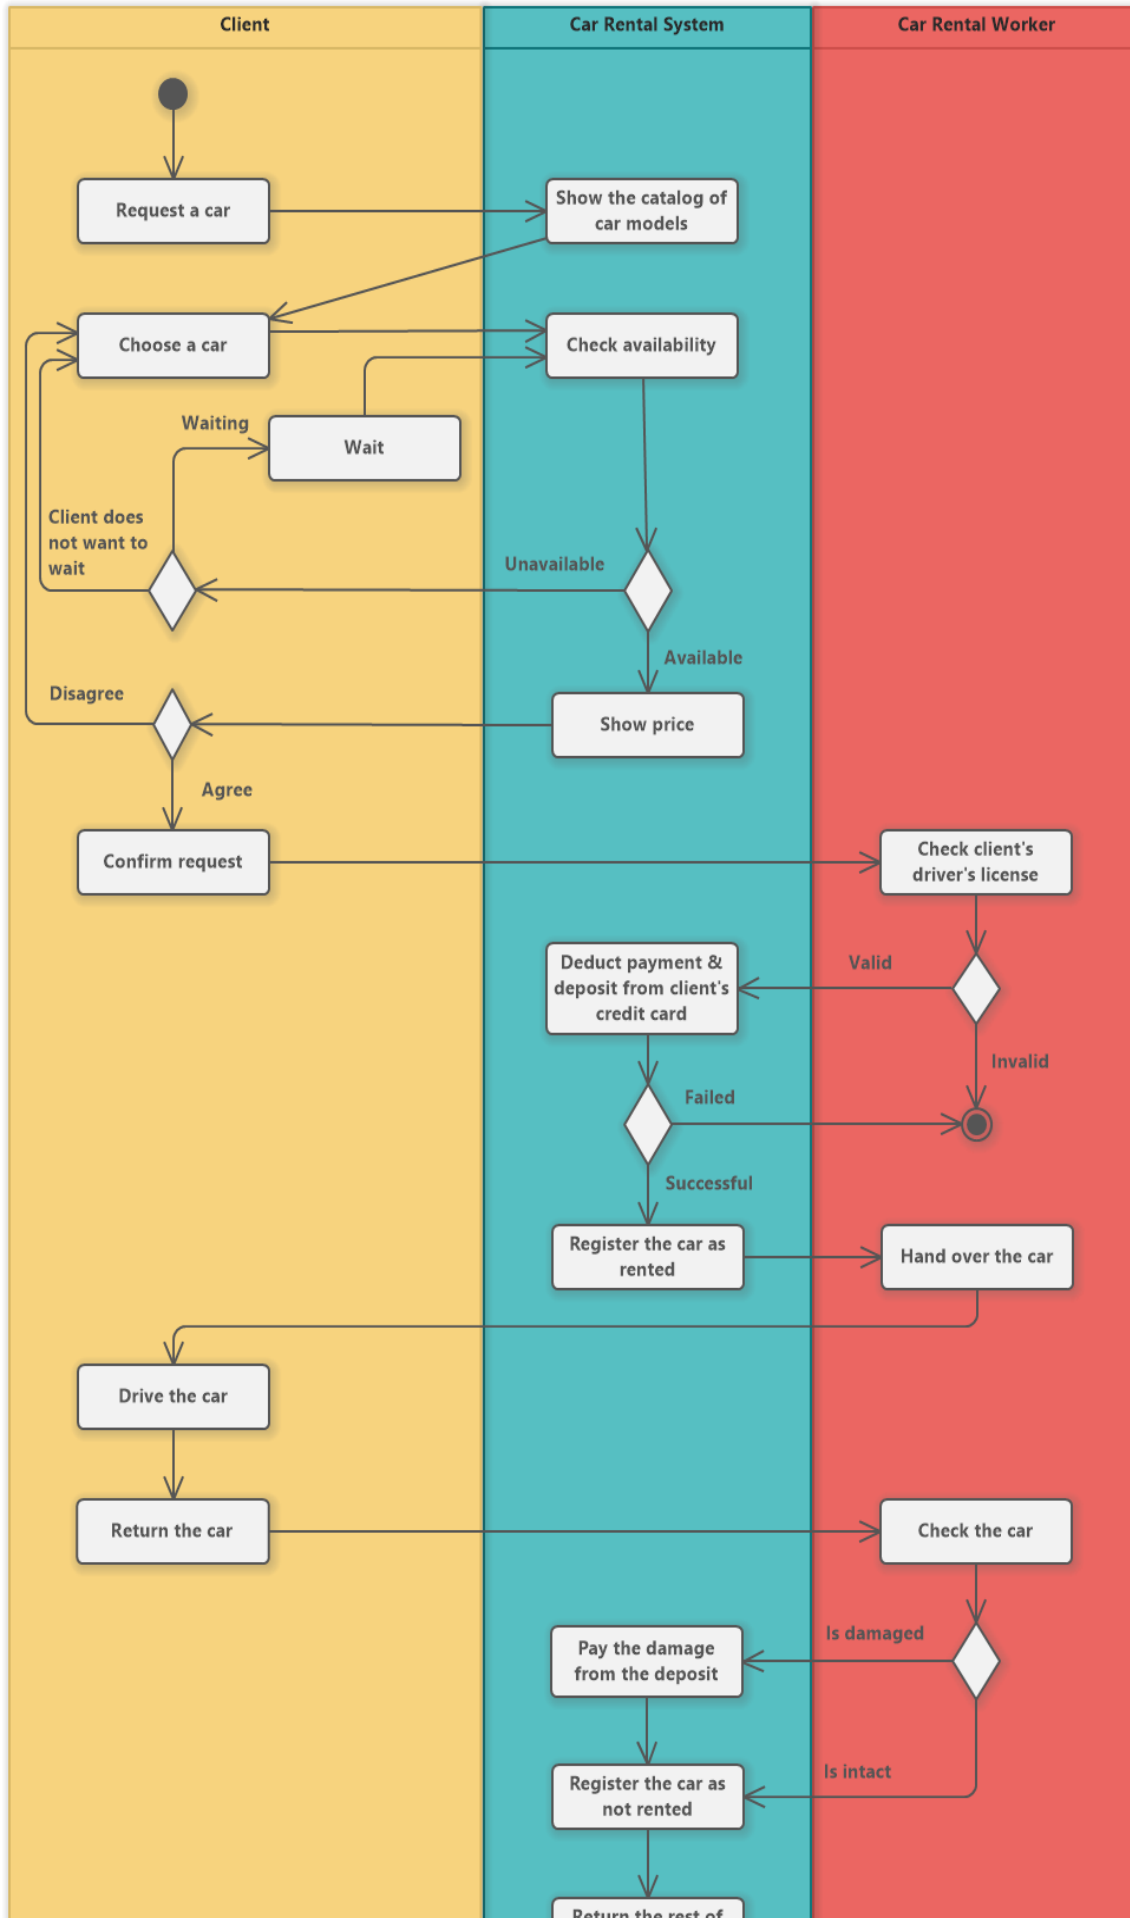 Client
Car Rental System
Car Rental Worker
Request a car
Show the catalog of
car models
Choose a car
Check availability
Waiting
Wait
Client does
not want to
wait
Unavailable
Available
Disagree
Show price
Agree
Confirm request
Check client's
driver's license
Deduct payment &
deposit from client's
credit card
Valid
Invalid
Failed
Successful
Register the car as
rented
Hand over the car
Drive the car
Return the car
Check the car
Is damaged
Pay the damage
from the deposit
Is intact
Register the car as
not rented
Return the rest of